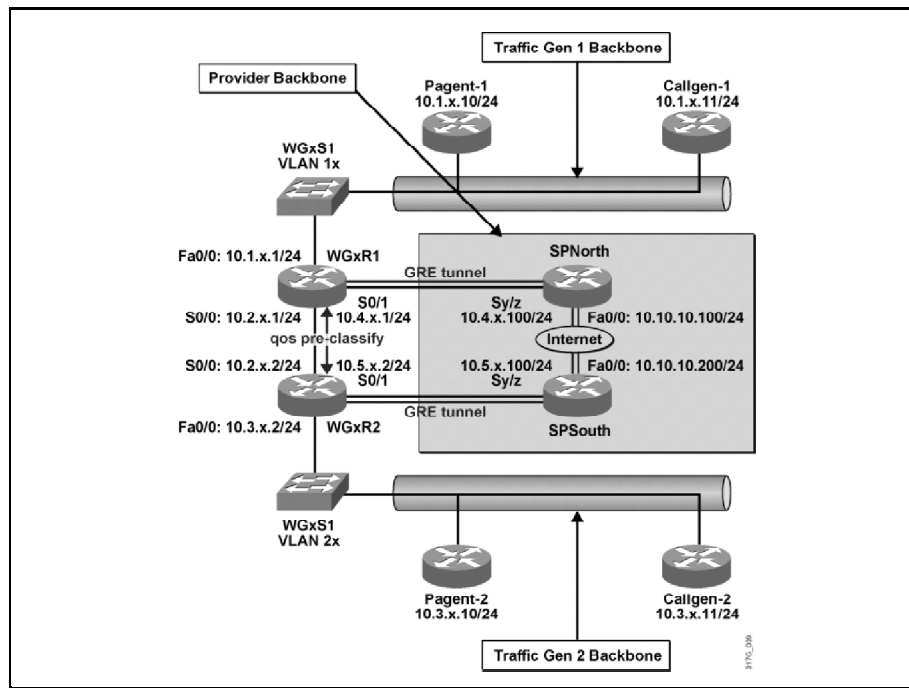 Traffic Gen 1 Backbone
Provider Backbone
Pagent-1
10.1.x.10/24
Callgen-1
10.1.x.11/24
WGxS1
VLAN 1x
Fa0/0: 10.1.x.1/24
WGxR1
SPNorth
GRE tunnel
S0/1
Sy/z
S0/0: 10.2.x.1/24
10.4.x.1/24
10.4.x.100/24
Fa0/0: 10.10.10.100/24
qos pre-classify
Internet
S0/0: 10.2.x.2/24
10.5.x.2/24
10.5.x.100/24
Fa0/0: 10.10.10.200/24
S0/1
Sy/z
GRE tunnel
Fa0/0: 10.3.x.2/24
WGxR2
SPSouth
WGxS1
VLAN 2x
Pagent-2
10.3.x.10/24
Callgen-2
10.3.x.11/24
Traffic Gen 2 Backbone